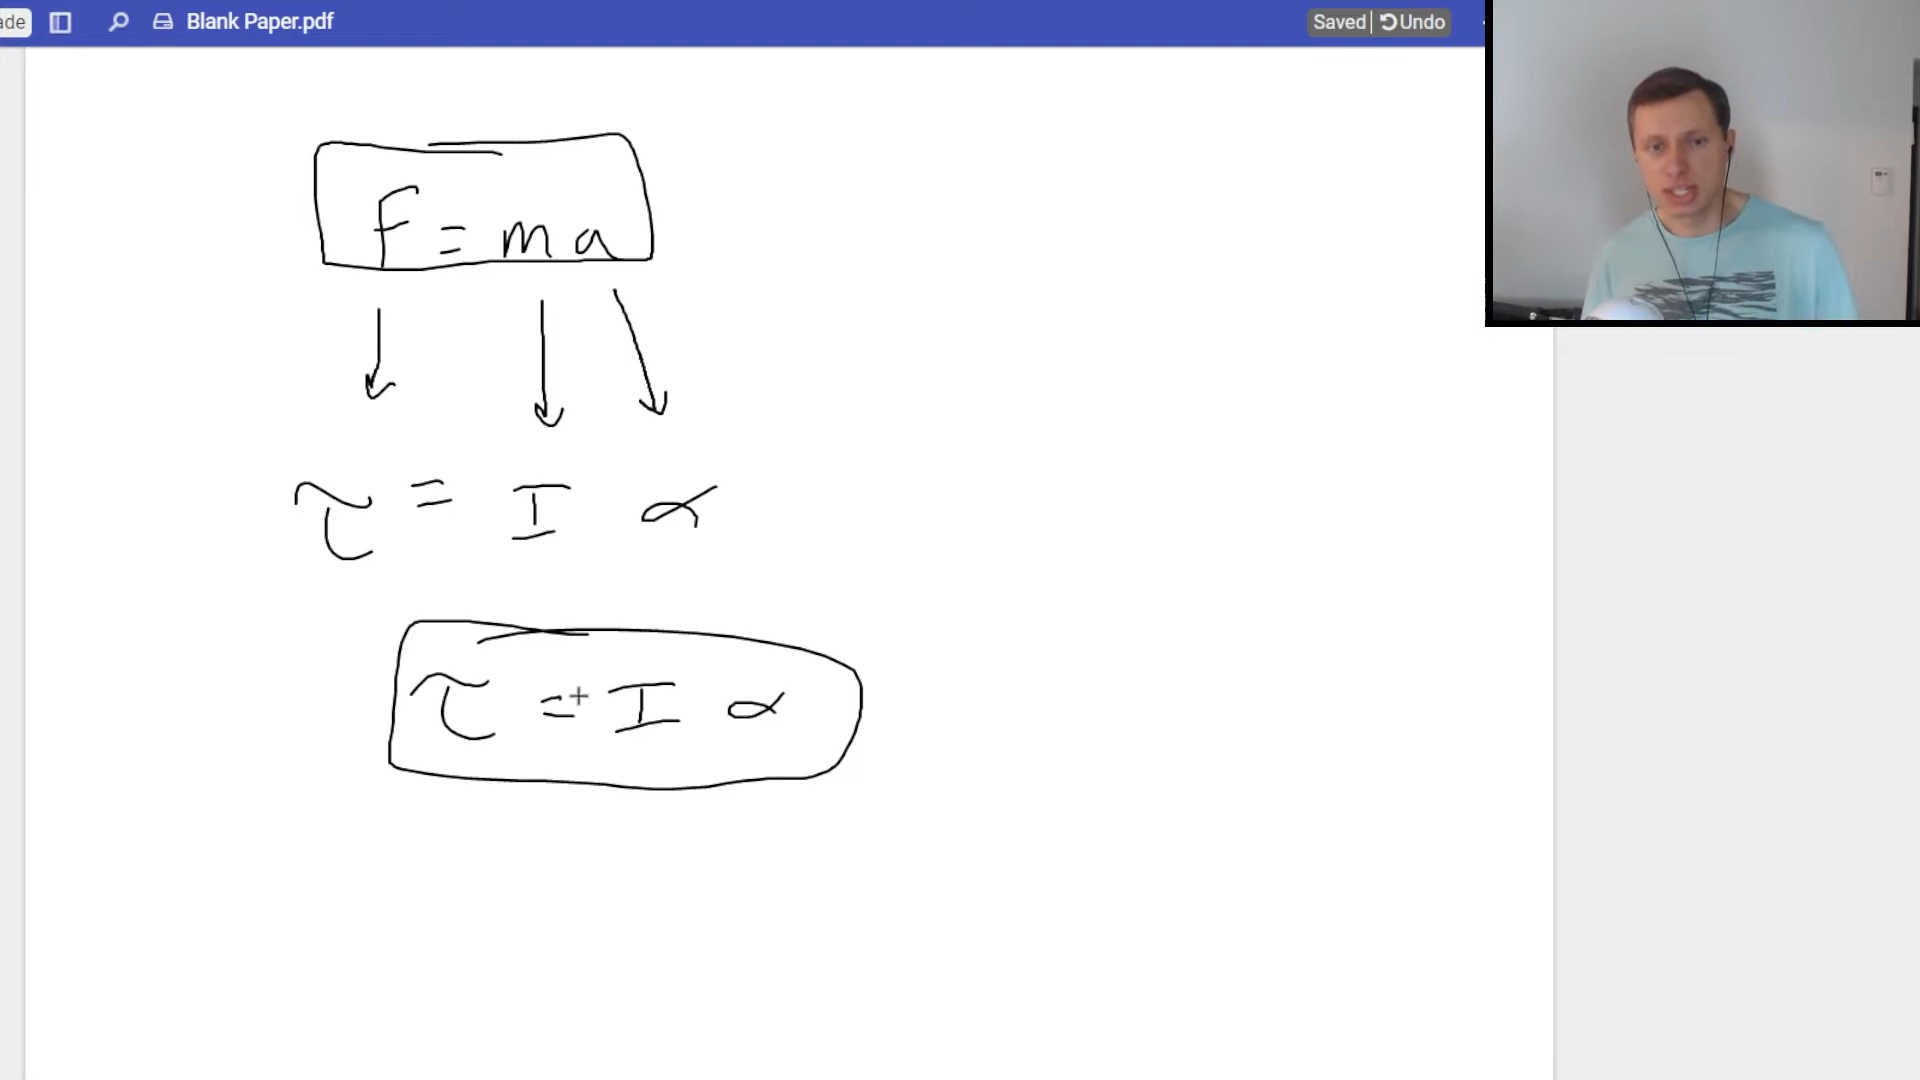 ade Blank Paper.pdf Saved Undo
F = ma
τ = I α
τ = I α